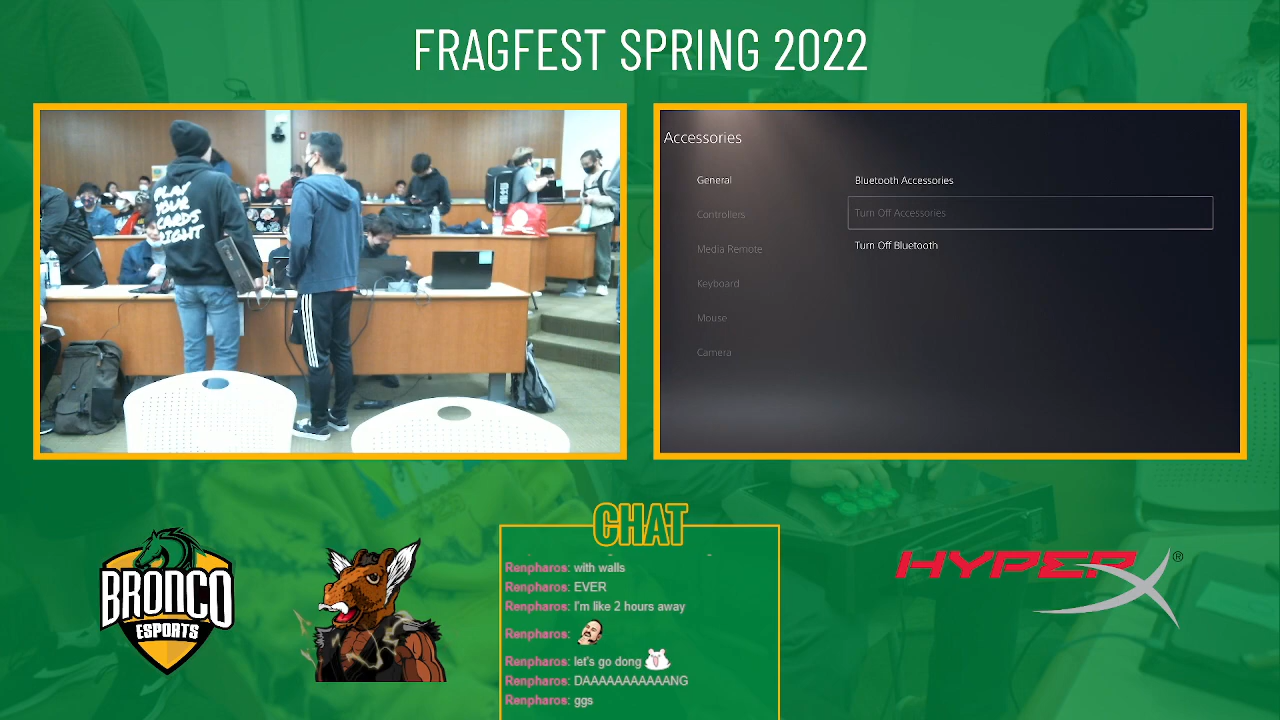 FRAGFEST SPRING 2022
PLAY
YOUR
CARDS
RIGHT
Accessories
General
Bluetooth Accessories
Controllers
Turn Off Accessories
Media Remote
Turn Off Bluetooth
Keyboard
Mouse
Camera
CHAT
Renpharos: with walls
Renpharos: EVER
Renpharos: I'm like 2 hours away
Renpharos:
Renpharos: let's go dong
Renpharos: DAAAAAAAAAAANG
Renpharos: ggs
BRONCO
ESPORTS
HYPERX®